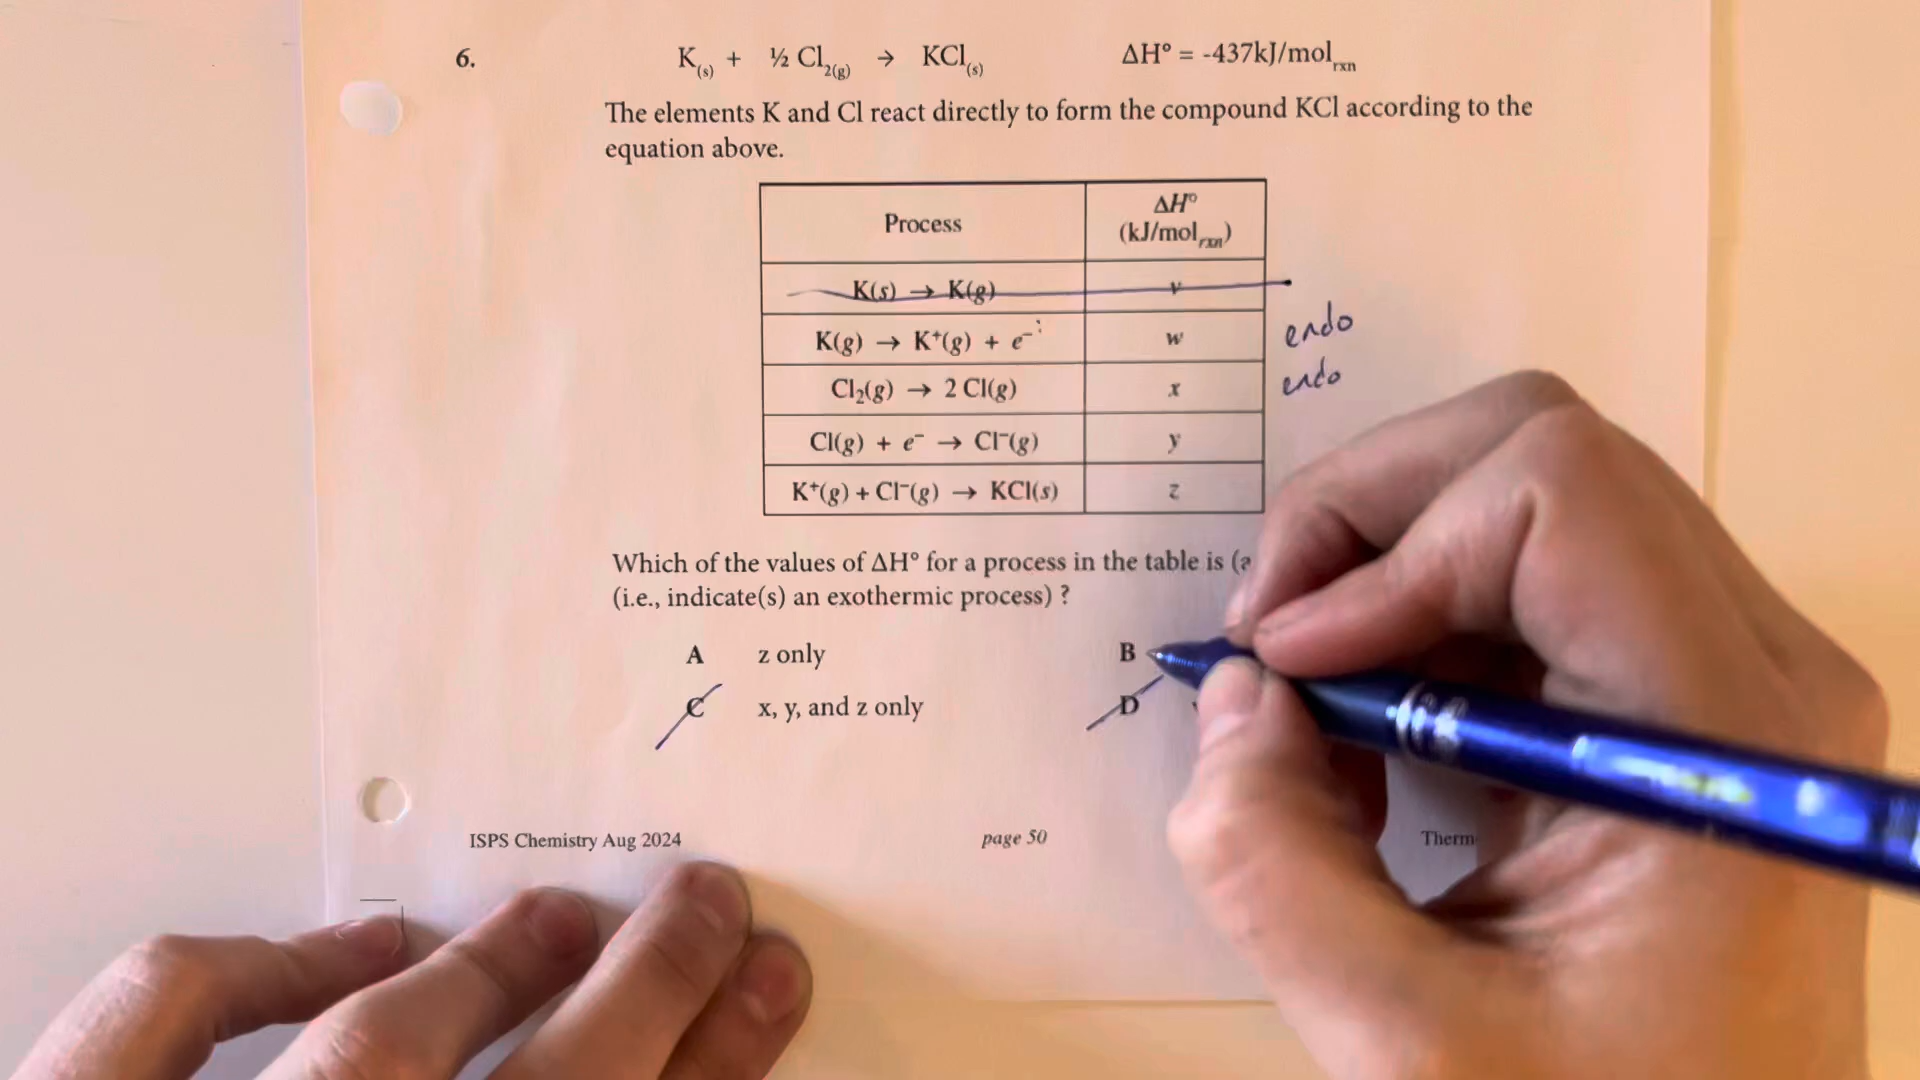 6. K(s) + ½ Cl2(g) → KCl(s) ΔH° = -437kJ/molrxn
The elements K and Cl react directly to form the compound KCl according to the
equation above.
Process ΔH° (kJ/molrxn)
K(s) → K(g) v
K(g) → K⁺(g) + e⁻ w endo
Cl₂(g) → 2 Cl(g) x endo
Cl(g) + e⁻ → Cl⁻(g) y
K⁺(g) + Cl⁻(g) → KCl(s) z
Which of the values of ΔH° for a process in the table is
(i.e., indicate(s) an exothermic process) ?
A z only B
C x, y, and z only D
ISPS Chemistry Aug 2024 page 50 Therm